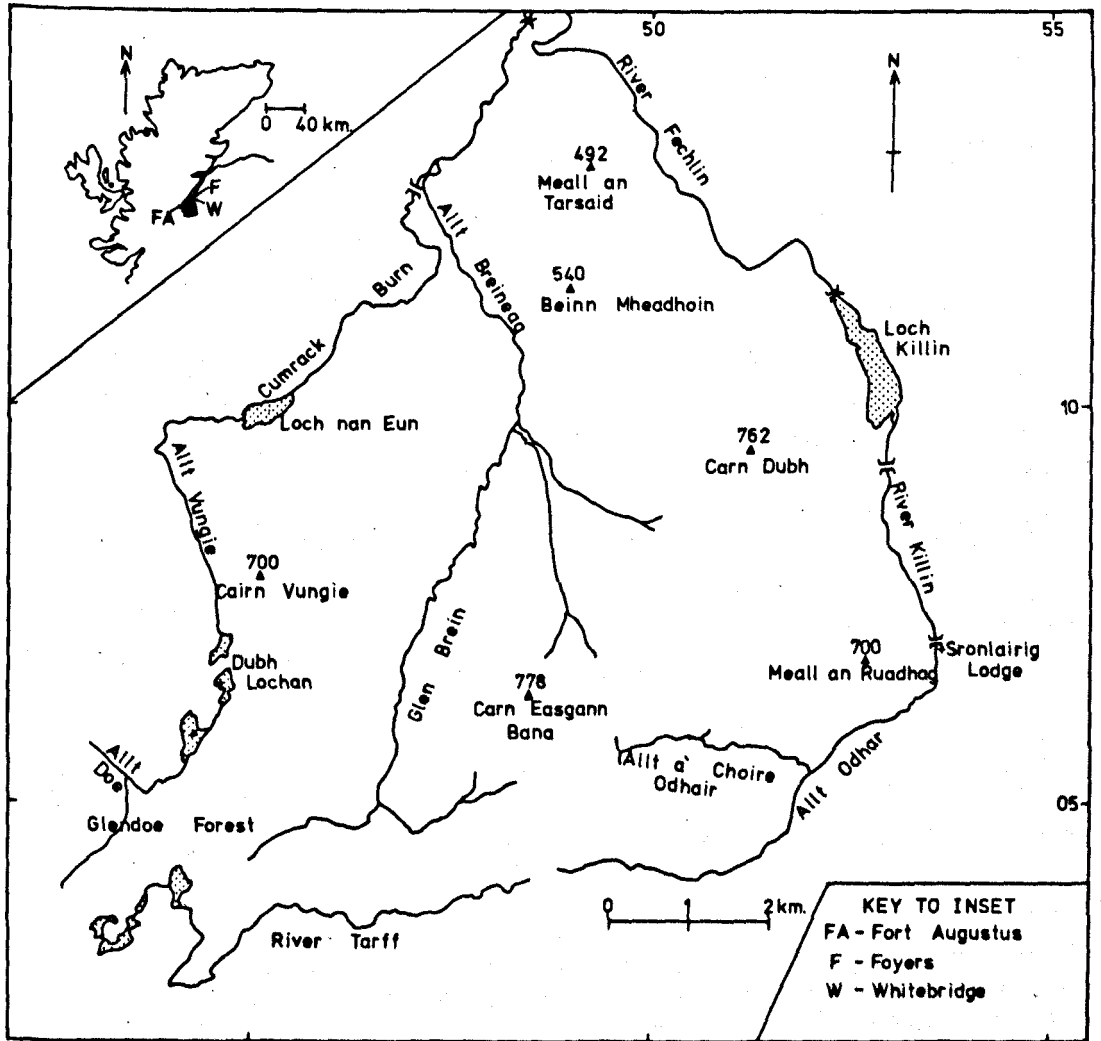 50
55
N
0 40 km.
F
FA
W
River
Fechlin
N
492
Meall an
Tarsaid
Allt
Breineag
540
Beinn Mheadhoin
Burn
Cumrack
Loch
Killin
Loch nan Eun
10
762
Carn Dubh
Allt
Vungie
River
Killin
700
Cairn Vungie
Glen Brein
Dubh
Lochan
700
Meall an Ruadhag
Sronlairig
Lodge
778
Carn Easgann
Bana
Allt a' Choire
Odhair
Allt Odhar
Allt
Doe
05
Glendoe Forest
0 1 2 km.
River Tarff
KEY TO INSET
FA - Fort Augustus
F - Foyers
W - Whitebridge